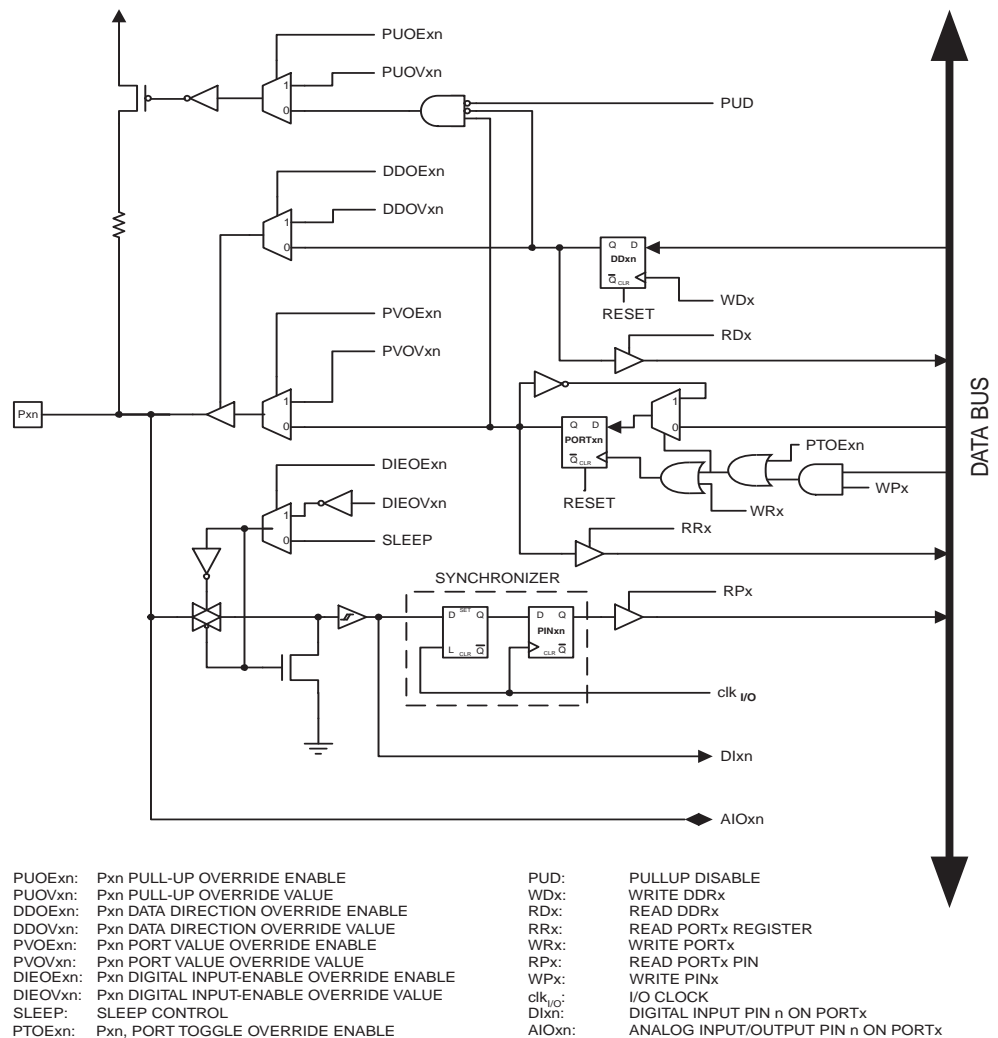 PUOExn
PUOVxn
1
0
PUD
DDOExn
DDOVxn
1
0
Q D
DDxn
Q CLR
WDx
RESET
RDx
PVOExn
PVOVxn
1
0
Pxn
1
0
Q D
PORTxn
Q CLR
PTOExn
WPx
RESET
WRx
RRx
DIEOExn
DIEOVxn
1
0
SLEEP
SYNCHRONIZER
RPx
D SET Q
L CLR Q
D Q
PINxn
CLR Q
clk I/O
DIxn
AIOxn
DATA BUS
PUOExn: Pxn PULL-UP OVERRIDE ENABLE
PUOVxn: Pxn PULL-UP OVERRIDE VALUE
DDOExn: Pxn DATA DIRECTION OVERRIDE ENABLE
DDOVxn: Pxn DATA DIRECTION OVERRIDE VALUE
PVOExn: Pxn PORT VALUE OVERRIDE ENABLE
PVOVxn: Pxn PORT VALUE OVERRIDE VALUE
DIEOExn: Pxn DIGITAL INPUT-ENABLE OVERRIDE ENABLE
DIEOVxn: Pxn DIGITAL INPUT-ENABLE OVERRIDE VALUE
SLEEP: SLEEP CONTROL
PTOExn: Pxn, PORT TOGGLE OVERRIDE ENABLE
PUD: PULLUP DISABLE
WDx: WRITE DDRx
RDx: READ DDRx
RRx: READ PORTx REGISTER
WRx: WRITE PORTx
RPx: READ PORTx PIN
WPx: WRITE PINx
clkI/O: I/O CLOCK
DIxn: DIGITAL INPUT PIN n ON PORTx
AIOxn: ANALOG INPUT/OUTPUT PIN n ON PORTx